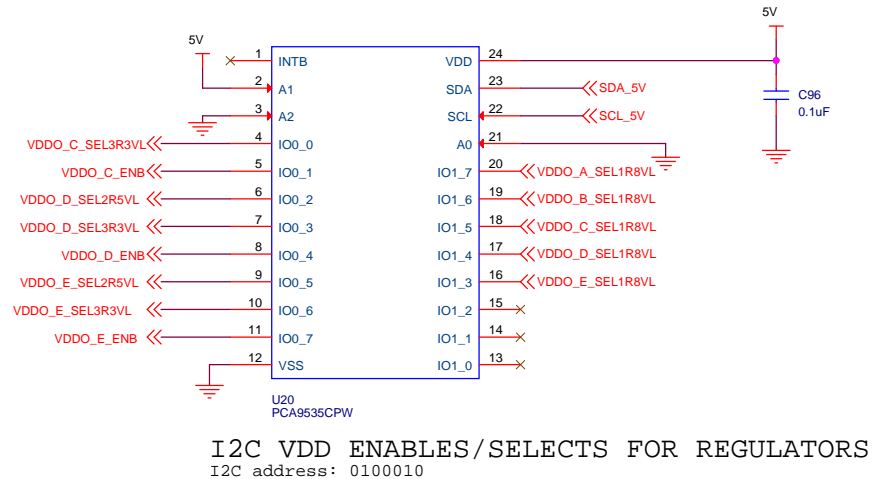 5V
5V
1 INTB VDD 24
2 A1 SDA 23 SDA_5V
C96
0.1uF
3 A2 SCL 22 SCL_5V
VDDO_C_SEL3R3VL 4 IO0_0 A0 21
VDDO_C_ENB 5 IO0_1 IO1_7 20 VDDO_A_SEL1R8VL
VDDO_D_SEL2R5VL 6 IO0_2 IO1_6 19 VDDO_B_SEL1R8VL
VDDO_D_SEL3R3VL 7 IO0_3 IO1_5 18 VDDO_C_SEL1R8VL
VDDO_D_ENB 8 IO0_4 IO1_4 17 VDDO_D_SEL1R8VL
VDDO_E_SEL2R5VL 9 IO0_5 IO1_3 16 VDDO_E_SEL1R8VL
VDDO_E_SEL3R3VL 10 IO0_6 IO1_2 15
VDDO_E_ENB 11 IO0_7 IO1_1 14
12 VSS IO1_0 13
U20
PCA9535CPW
I2C VDD ENABLES/SELECTS FOR REGULATORS
I2C address: 0100010